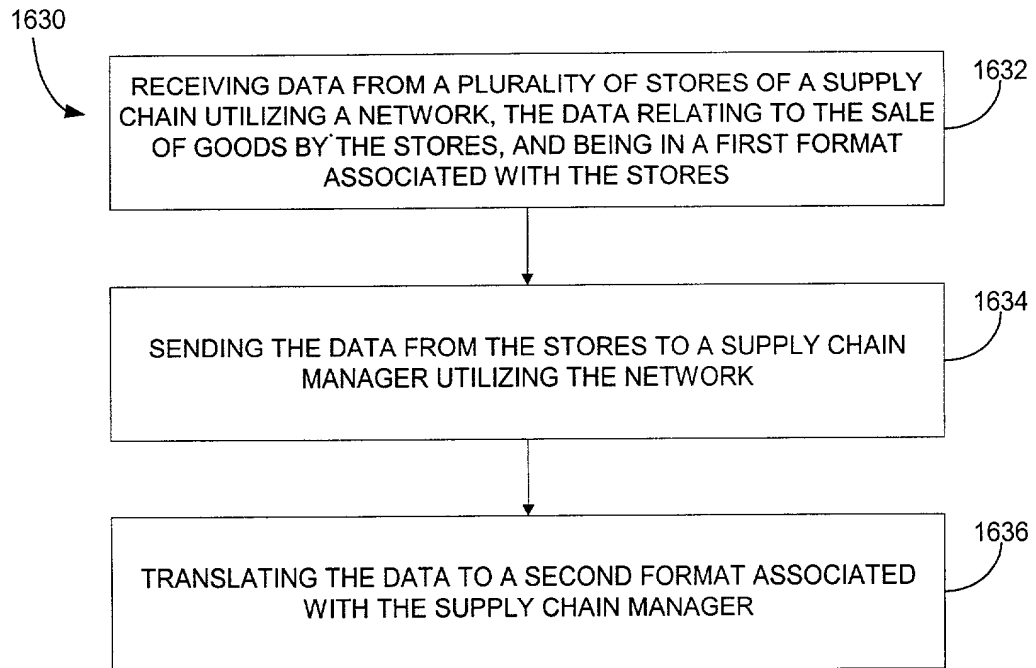 1630
1632
RECEIVING DATA FROM A PLURALITY OF STORES OF A SUPPLY
CHAIN UTILIZING A NETWORK, THE DATA RELATING TO THE SALE
OF GOODS BY THE STORES, AND BEING IN A FIRST FORMAT
ASSOCIATED WITH THE STORES
1634
SENDING THE DATA FROM THE STORES TO A SUPPLY CHAIN
MANAGER UTILIZING THE NETWORK
1636
TRANSLATING THE DATA TO A SECOND FORMAT ASSOCIATED
WITH THE SUPPLY CHAIN MANAGER